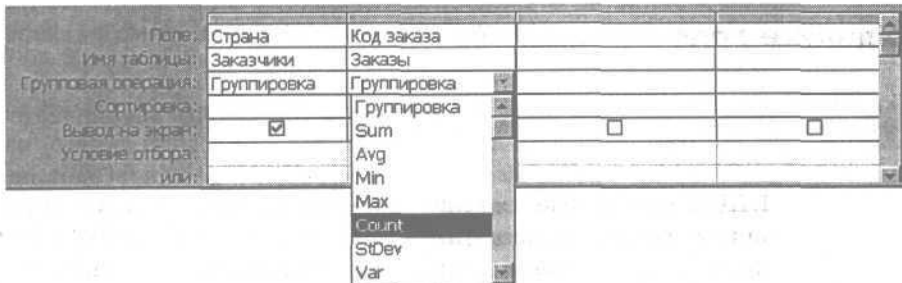 Поле: Страна Код заказа
Имя таблицы: Заказчики Заказы
Групповая операция: Группировка Группировка
Сортировка: Группировка
Вывод на экран: Sum
Условие отбора: Avg
или: Min
Max
Count
StDev
Var